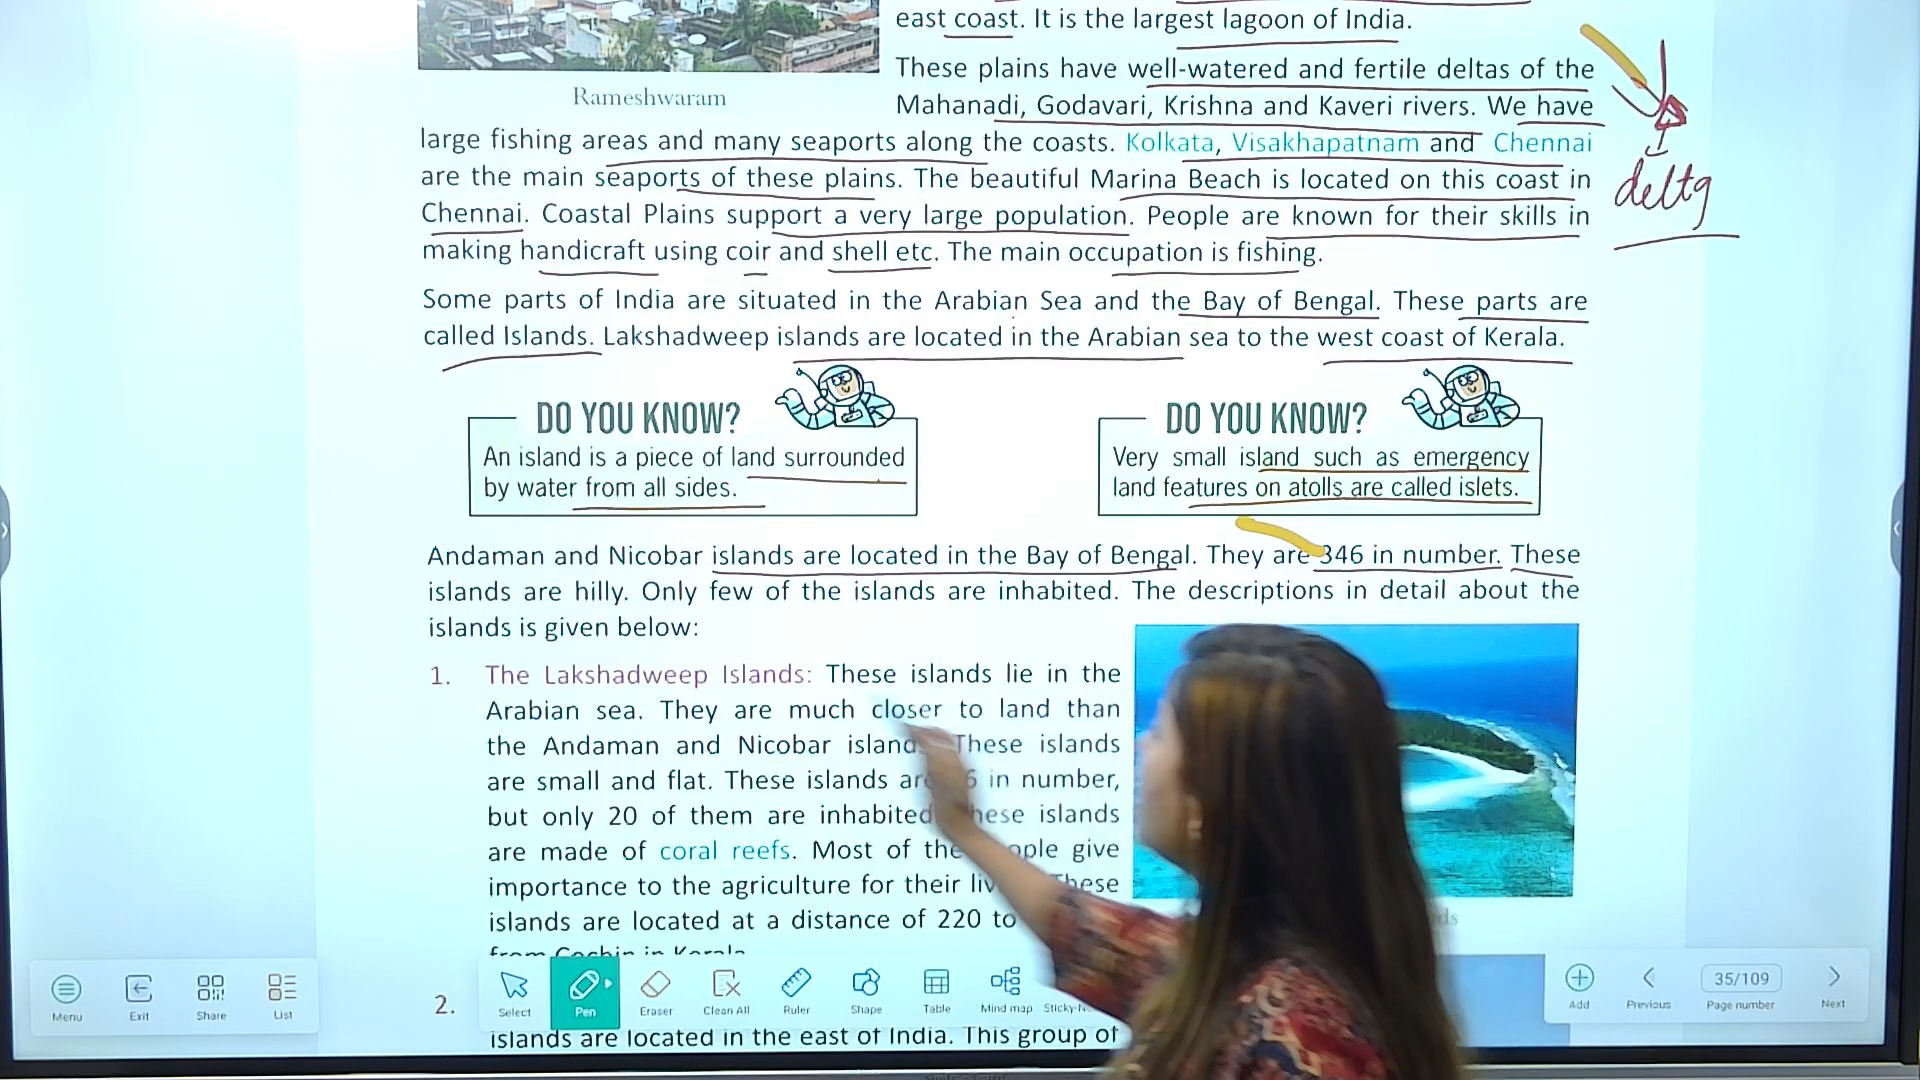 east coast. It is the largest lagoon of India.
These plains have well-watered and fertile deltas of the
Rameshwaram
Mahanadi, Godavari, Krishna and Kaveri rivers. We have
large fishing areas and many seaports along the coasts. Kolkata, Visakhapatnam and Chennai
are the main seaports of these plains. The beautiful Marina Beach is located on this coast in
delta
Chennai. Coastal Plains support a very large population. People are known for their skills in
making handicraft using coir and shell etc. The main occupation is fishing.
Some parts of India are situated in the Arabian Sea and the Bay of Bengal. These parts are
called Islands. Lakshadweep islands are located in the Arabian sea to the west coast of Kerala.
DO YOU KNOW?
An island is a piece of land surrounded
by water from all sides.
DO YOU KNOW?
Very small island such as emergency
land features on atolls are called islets.
Andaman and Nicobar islands are located in the Bay of Bengal. They are 346 in number. These
islands are hilly. Only few of the islands are inhabited. The descriptions in detail about the
islands is given below:
1. The Lakshadweep Islands: These islands lie in the
Arabian sea. They are much closer to land than
the Andaman and Nicobar These islands
are small and flat. These islands in number,
but only 20 of them are inhabited islands
are made of coral reefs. Most of give
importance to the agriculture for their These
islands are located at a distance of 220 to
from Cochin in Kerala
2.
islands are located in the east of India. This group of
Menu Exit Share List
Select Pen Eraser Clean All Ruler Shape Table Mind map
Add Previous 35/109 Page number Next